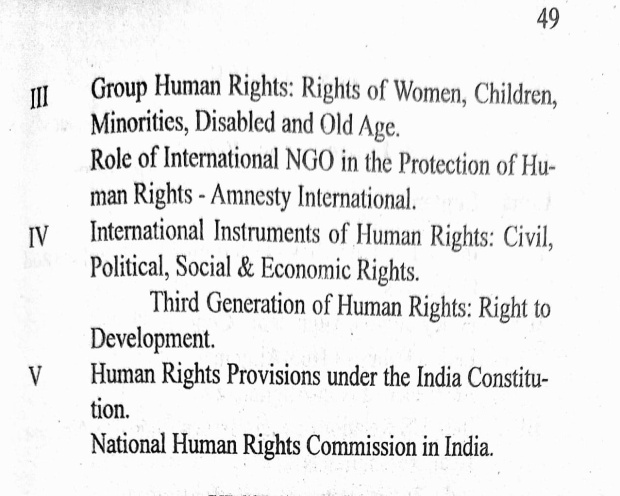 49
III Group Human Rights: Rights of Women, Children,
Minorities, Disabled and Old Age.
Role of International NGO in the Protection of Hu-
man Rights - Amnesty International.
IV International Instruments of Human Rights: Civil,
Political, Social & Economic Rights.
Third Generation of Human Rights: Right to
Development.
V Human Rights Provisions under the India Constitu-
tion.
National Human Rights Commission in India.